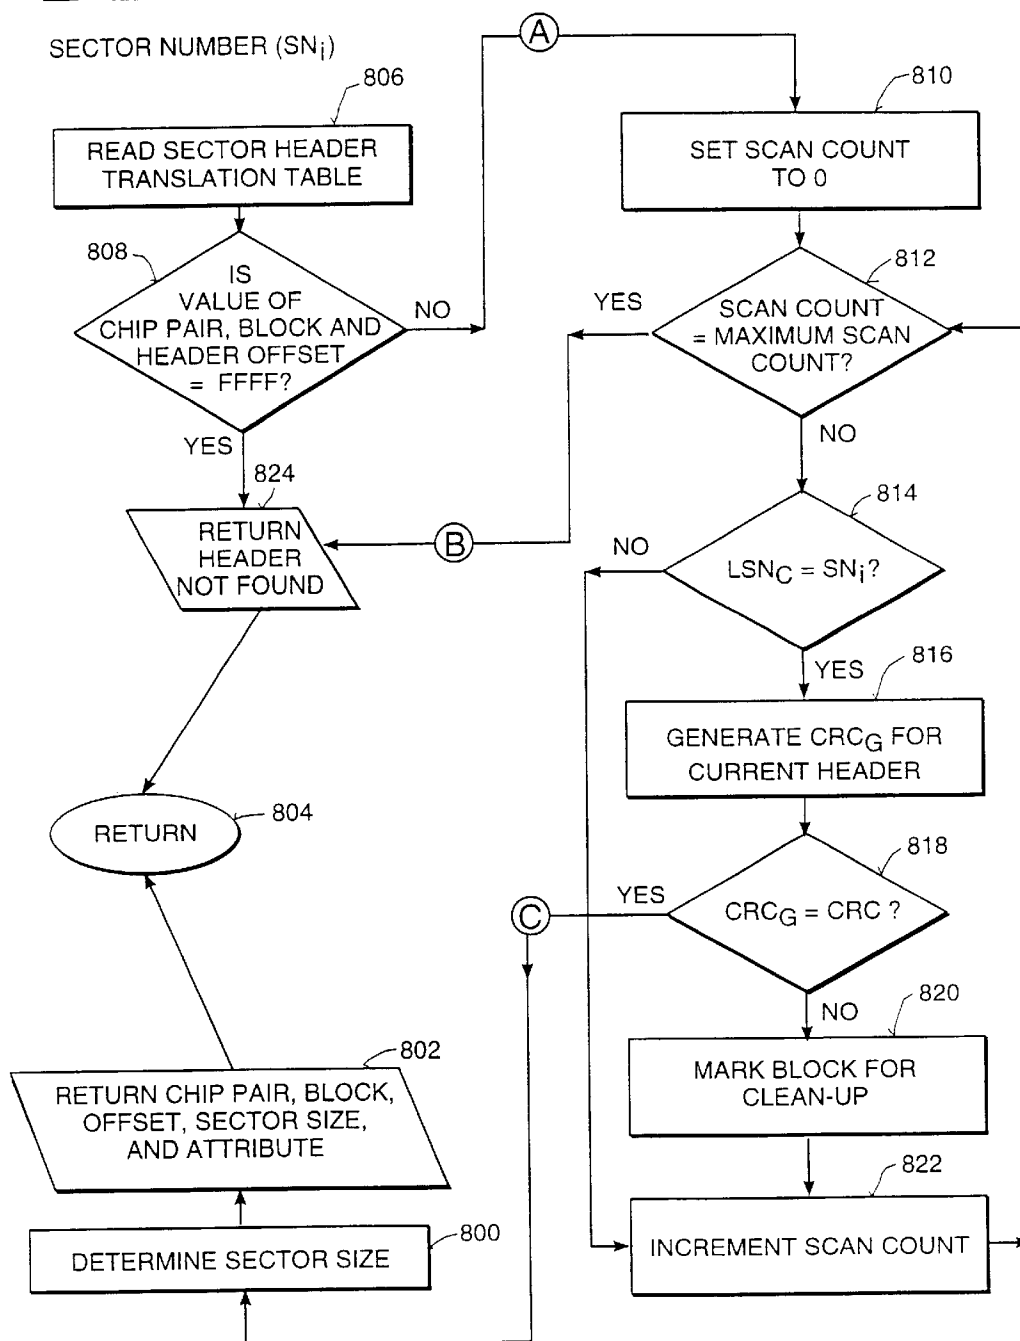 SECTOR NUMBER (SNi)
806
READ SECTOR HEADER
TRANSLATION TABLE
808
IS
VALUE OF
CHIP PAIR, BLOCK AND
HEADER OFFSET
= FFFF?
NO
YES
824
RETURN
HEADER
NOT FOUND
RETURN
804
802
RETURN CHIP PAIR, BLOCK,
OFFSET, SECTOR SIZE,
AND ATTRIBUTE
800
DETERMINE SECTOR SIZE
A
B
C
810
SET SCAN COUNT
TO 0
812
YES
SCAN COUNT
= MAXIMUM SCAN
COUNT?
NO
814
NO
LSNC = SNi?
YES
816
GENERATE CRCG FOR
CURRENT HEADER
818
YES
CRCG = CRC ?
NO
820
MARK BLOCK FOR
CLEAN-UP
822
INCREMENT SCAN COUNT